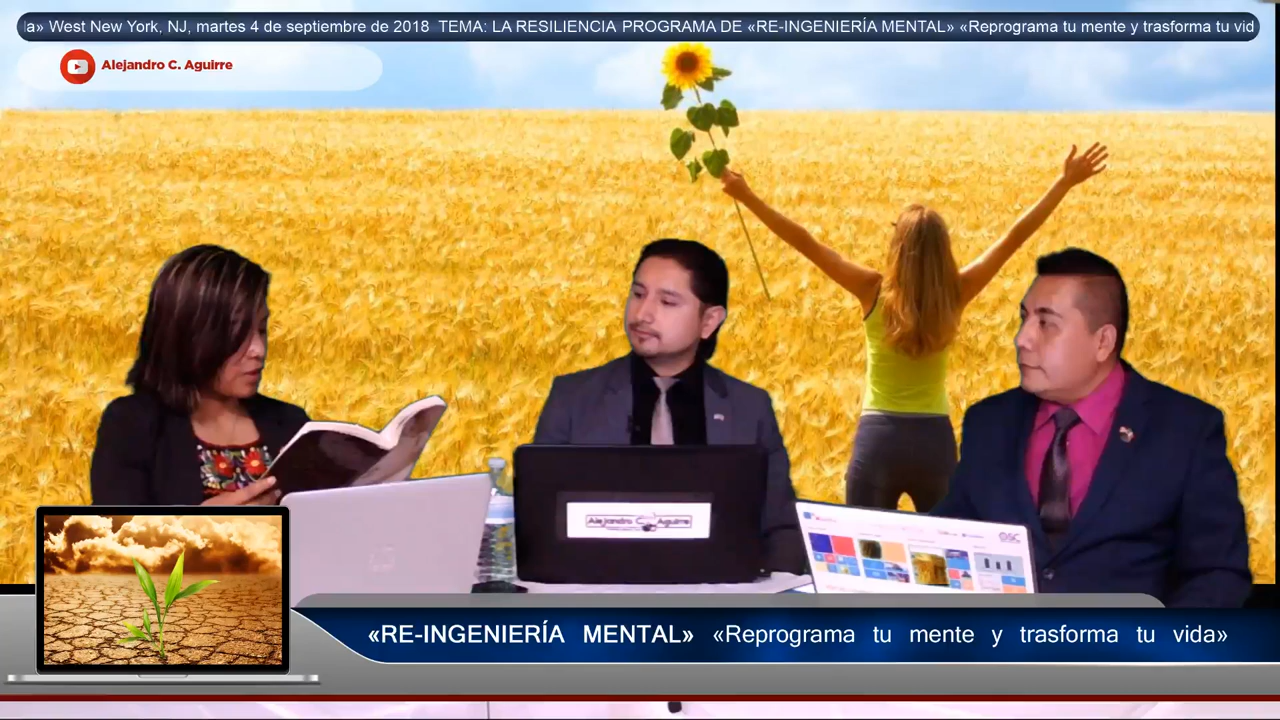 la» West New York, NJ, martes 4 de septiembre de 2018 TEMA: LA RESILIENCIA PROGRAMA DE «RE-INGENIERÍA MENTAL» «Reprograma tu mente y trasforma tu vid
Alejandro C. Aguirre
Alejandro C. Aguirre
«RE-INGENIERÍA MENTAL» «Reprograma tu mente y trasforma tu vida»